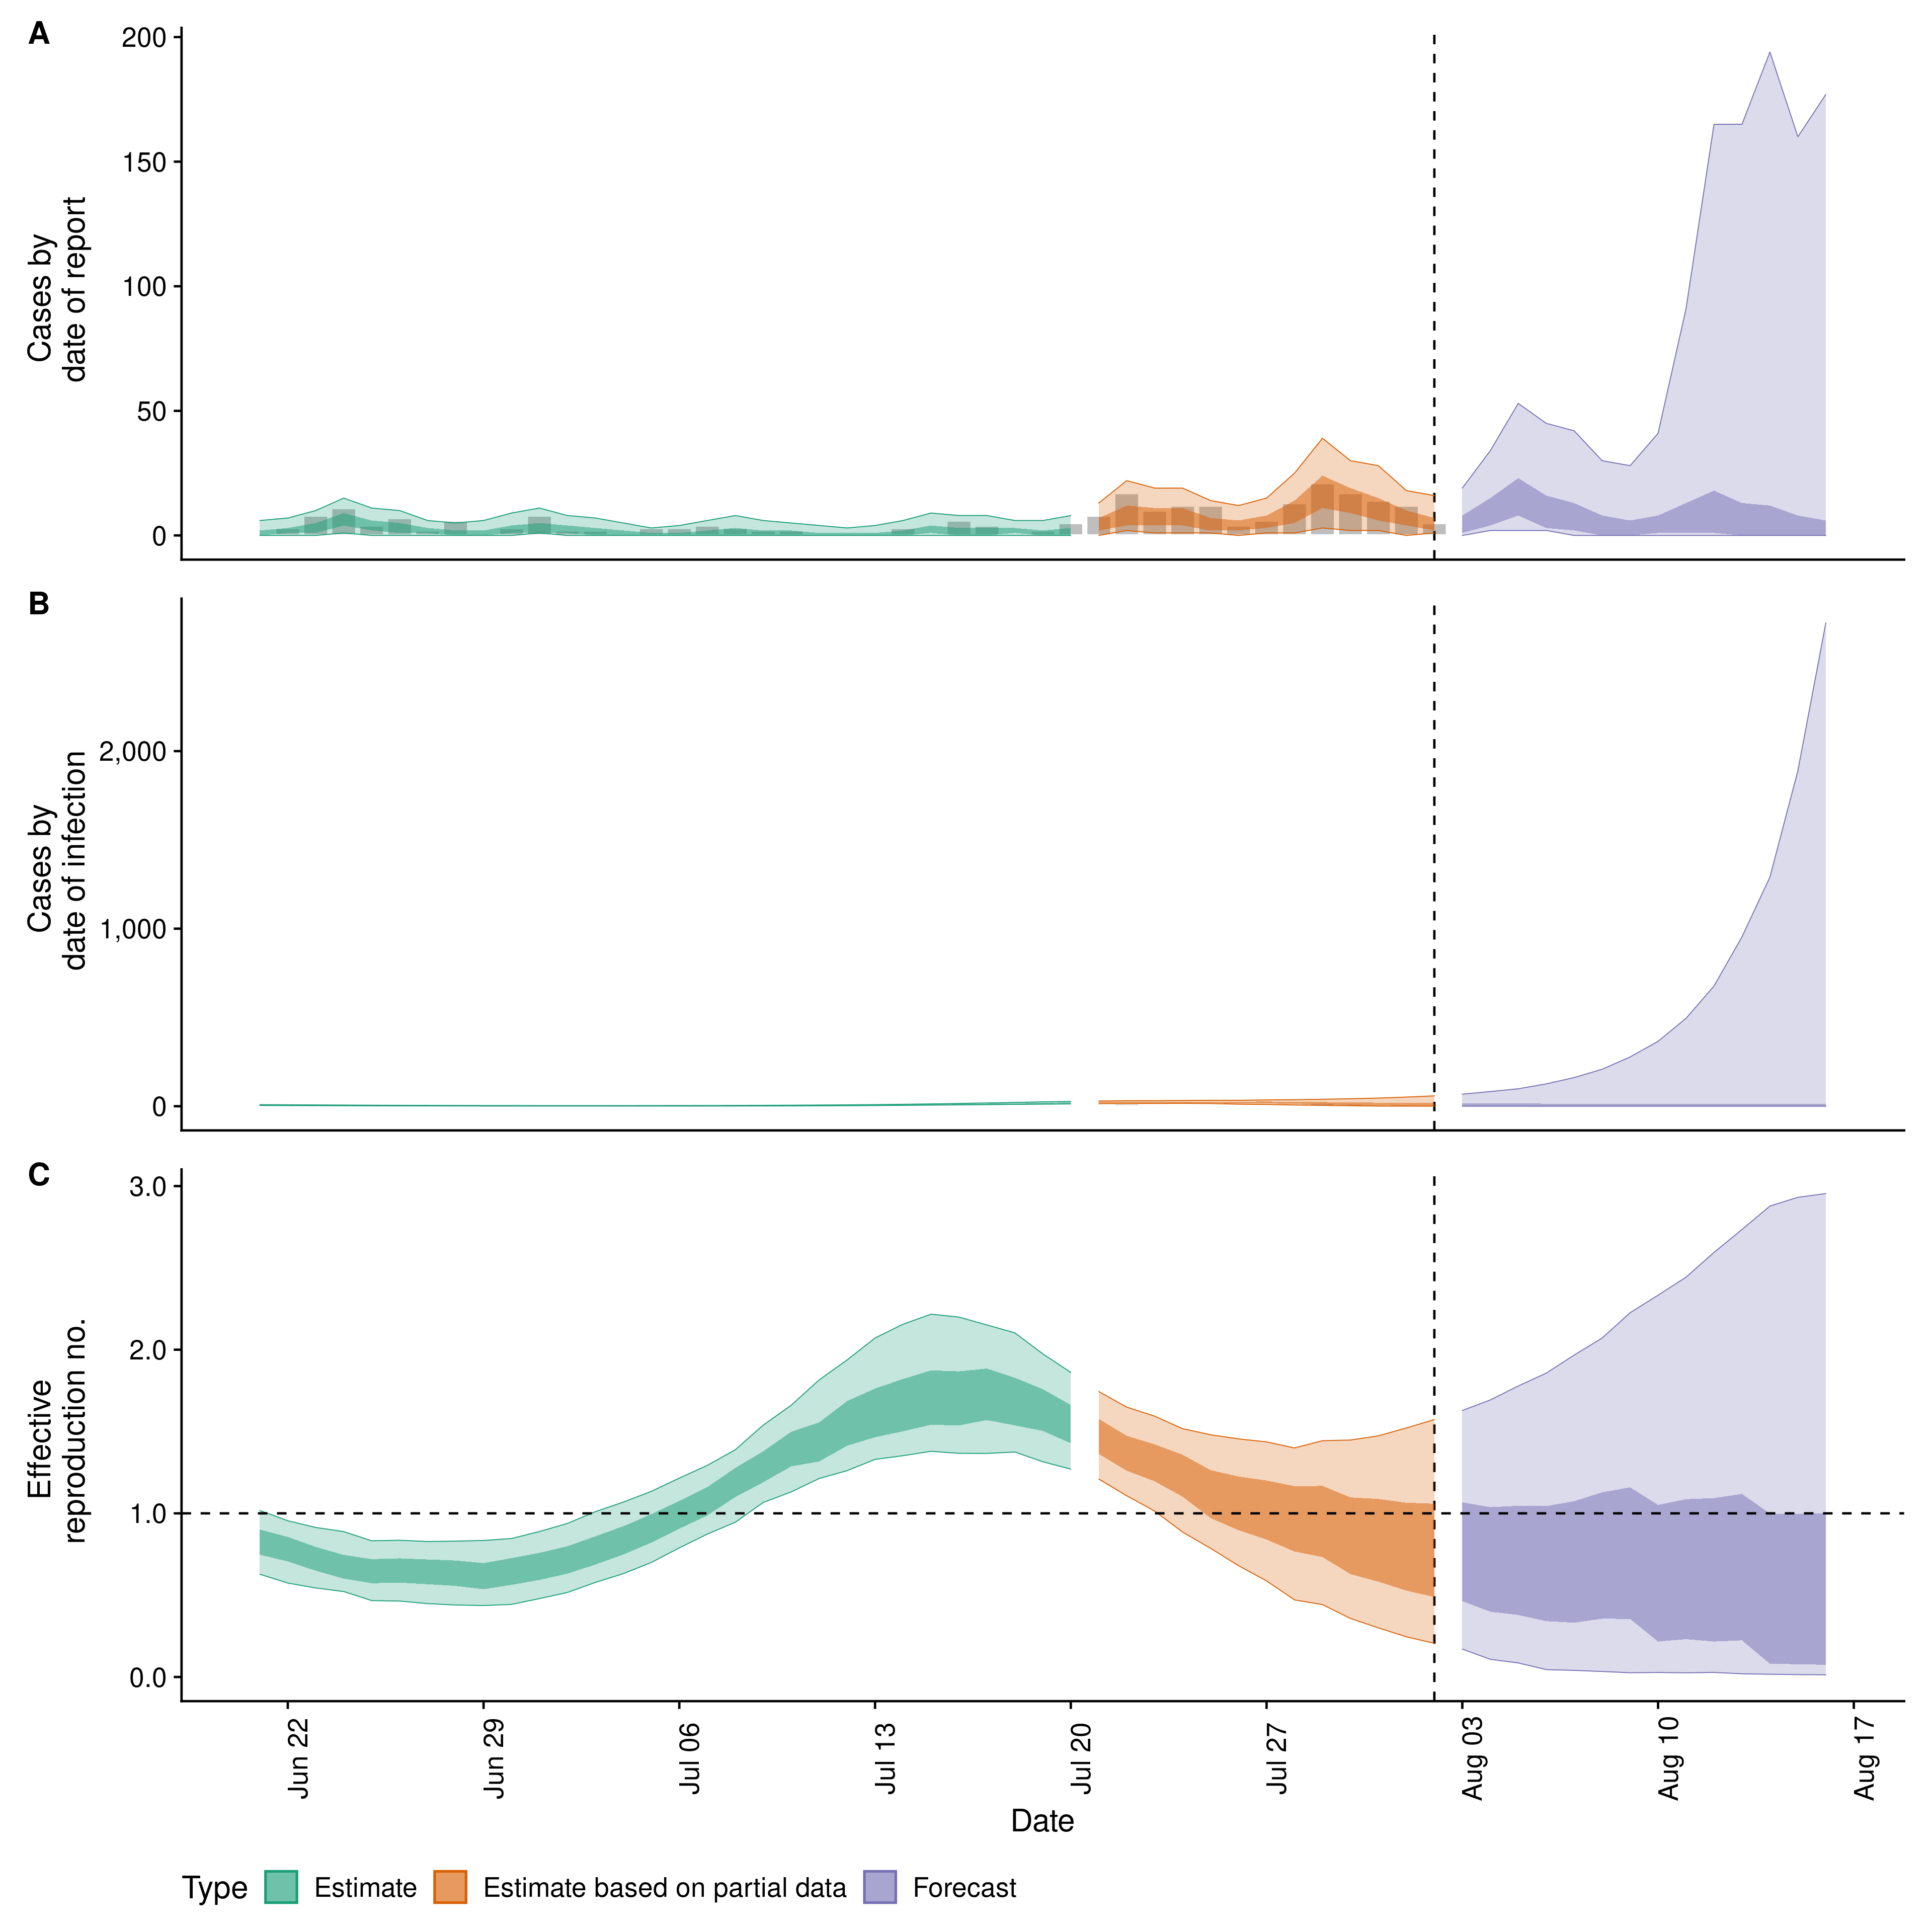 A
Cases by
date of report
200
150
100
50
0
B
Cases by
date of infection
2,000
1,000
0
C
Effective
reproduction no.
3.0
2.0
1.0
0.0
Jun 22
Jun 29
Jul 06
Jul 13
Jul 20
Jul 27
Aug 03
Aug 10
Aug 17
Date
Type Estimate Estimate based on partial data Forecast